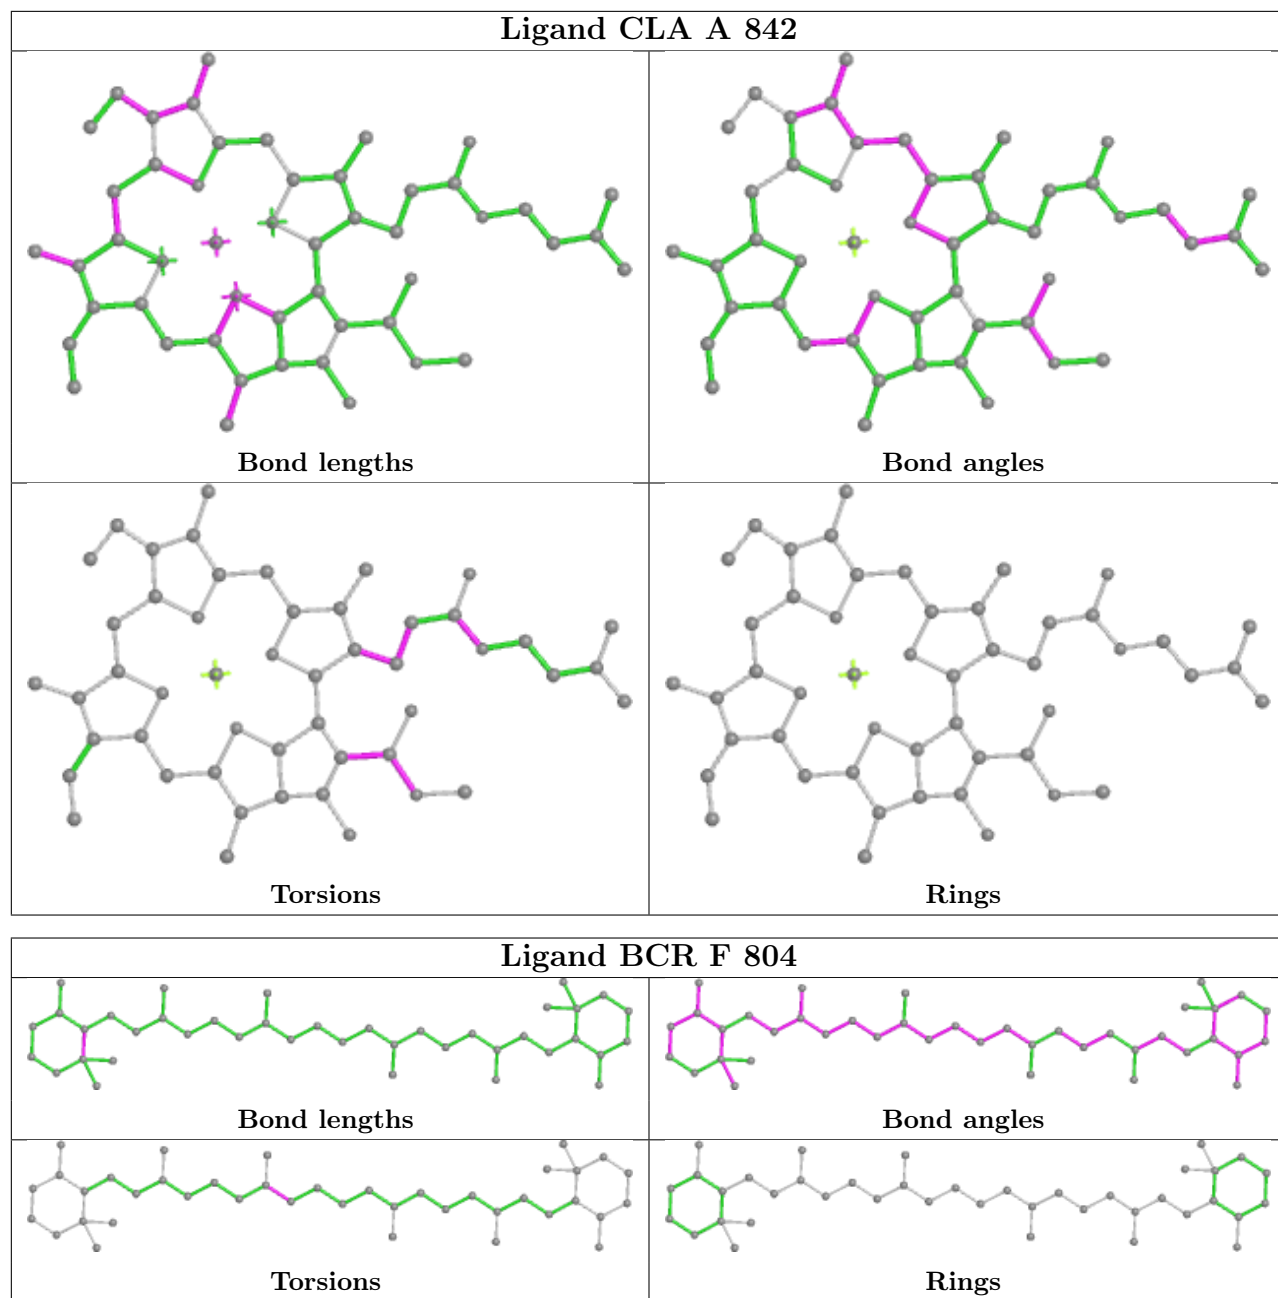 Ligand CLA A 842
Bond lengths
Bond angles
Torsions
Rings
Ligand BCR F 804
Bond lengths
Bond angles
Torsions
Rings